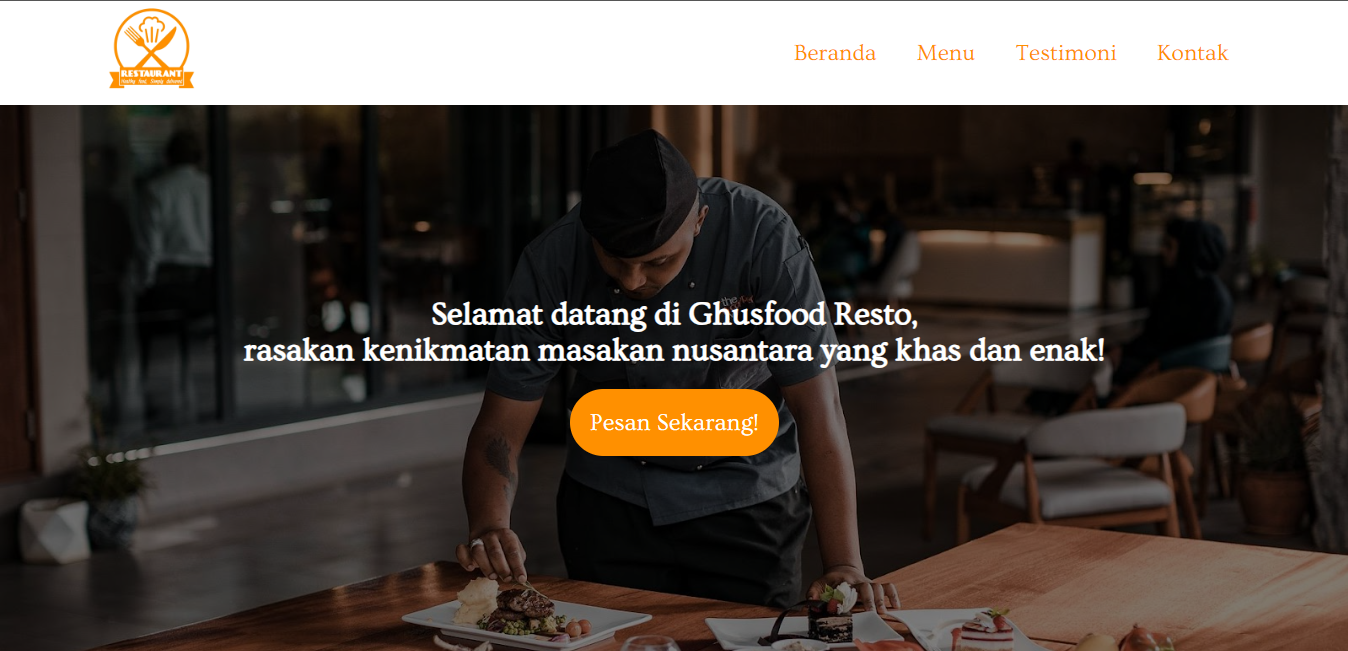 RESTAURANT
Beranda
Menu
Testimoni
Kontak
Selamat datang di Ghusfood Resto,
rasakan kenikmatan masakan nusantara yang khas dan enak!
Pesan Sekarang!